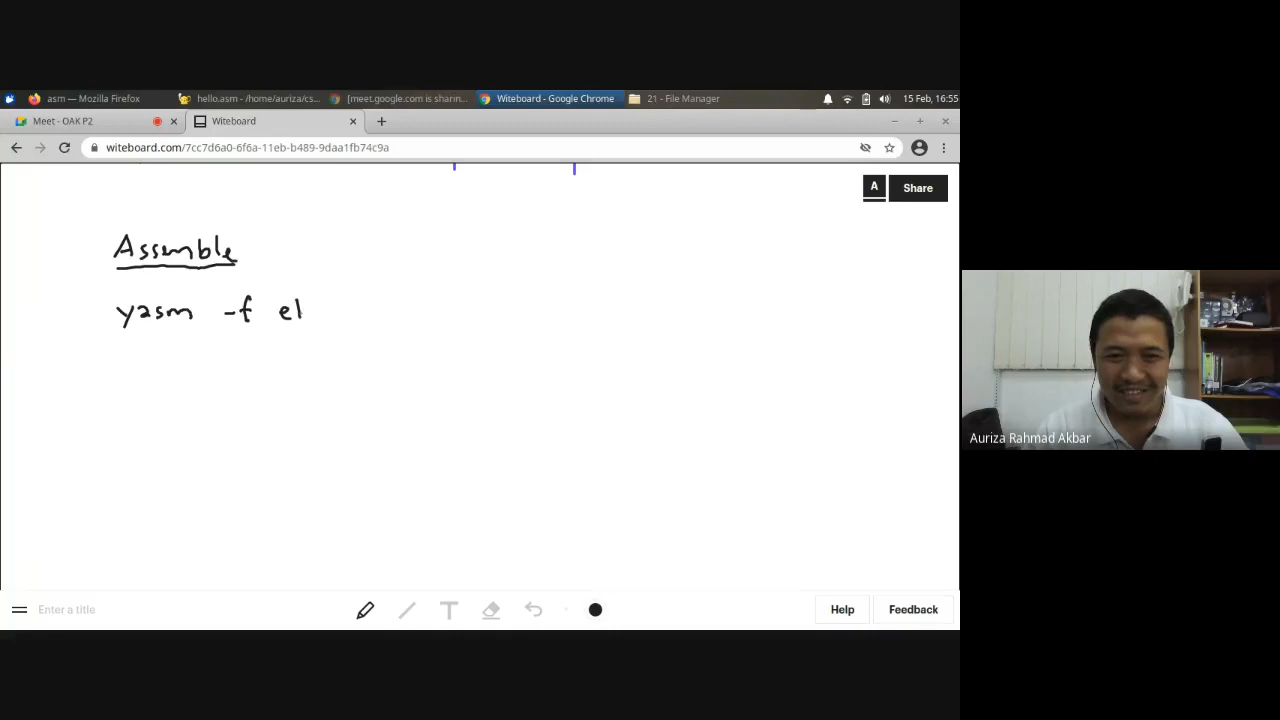 asm — Mozilla Firefox
hello.asm - /home/auriza/cs...
[meet.google.com is sharin...
Witeboard - Google Chrome
21 - File Manager
15 Feb, 16:55
Meet - OAK P2
Witeboard
witeboard.com/7cc7d6a0-6f6a-11eb-b489-9daa1fb74c9a
A
Share
Assemble
yasm -f el
Auriza Rahmad Akbar
Enter a title
T
Help
Feedback